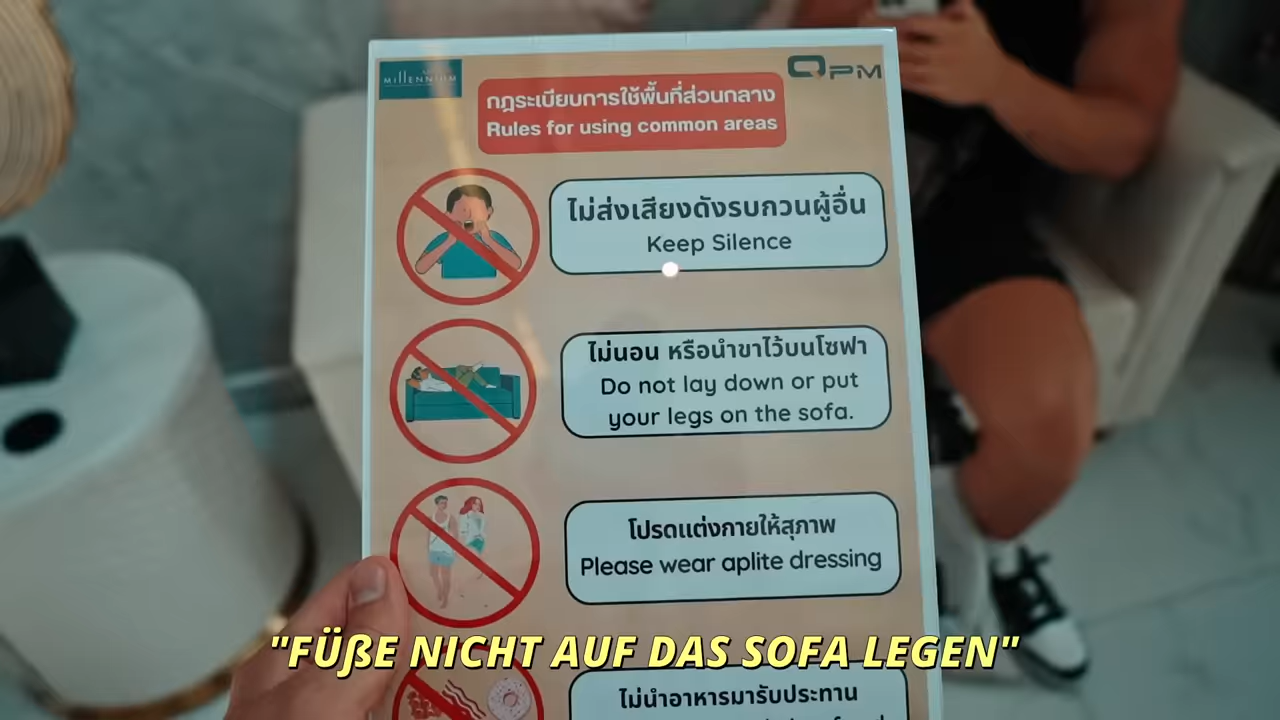 MILLENNIUM
QPM
กฎระเบียบการใช้พื้นที่ส่วนกลาง
Rules for using common areas
ไม่ส่งเสียงดังรบกวนผู้อื่น
Keep Silence
ไม่นอน หรือนำขาไว้บนโซฟา
Do not lay down or put
your legs on the sofa.
โปรดแต่งกายให้สุภาพ
Please wear aplite dressing
"FÜßE NICHT AUF DAS SOFA LEGEN"
ไม่นำอาหารมารับประทาน